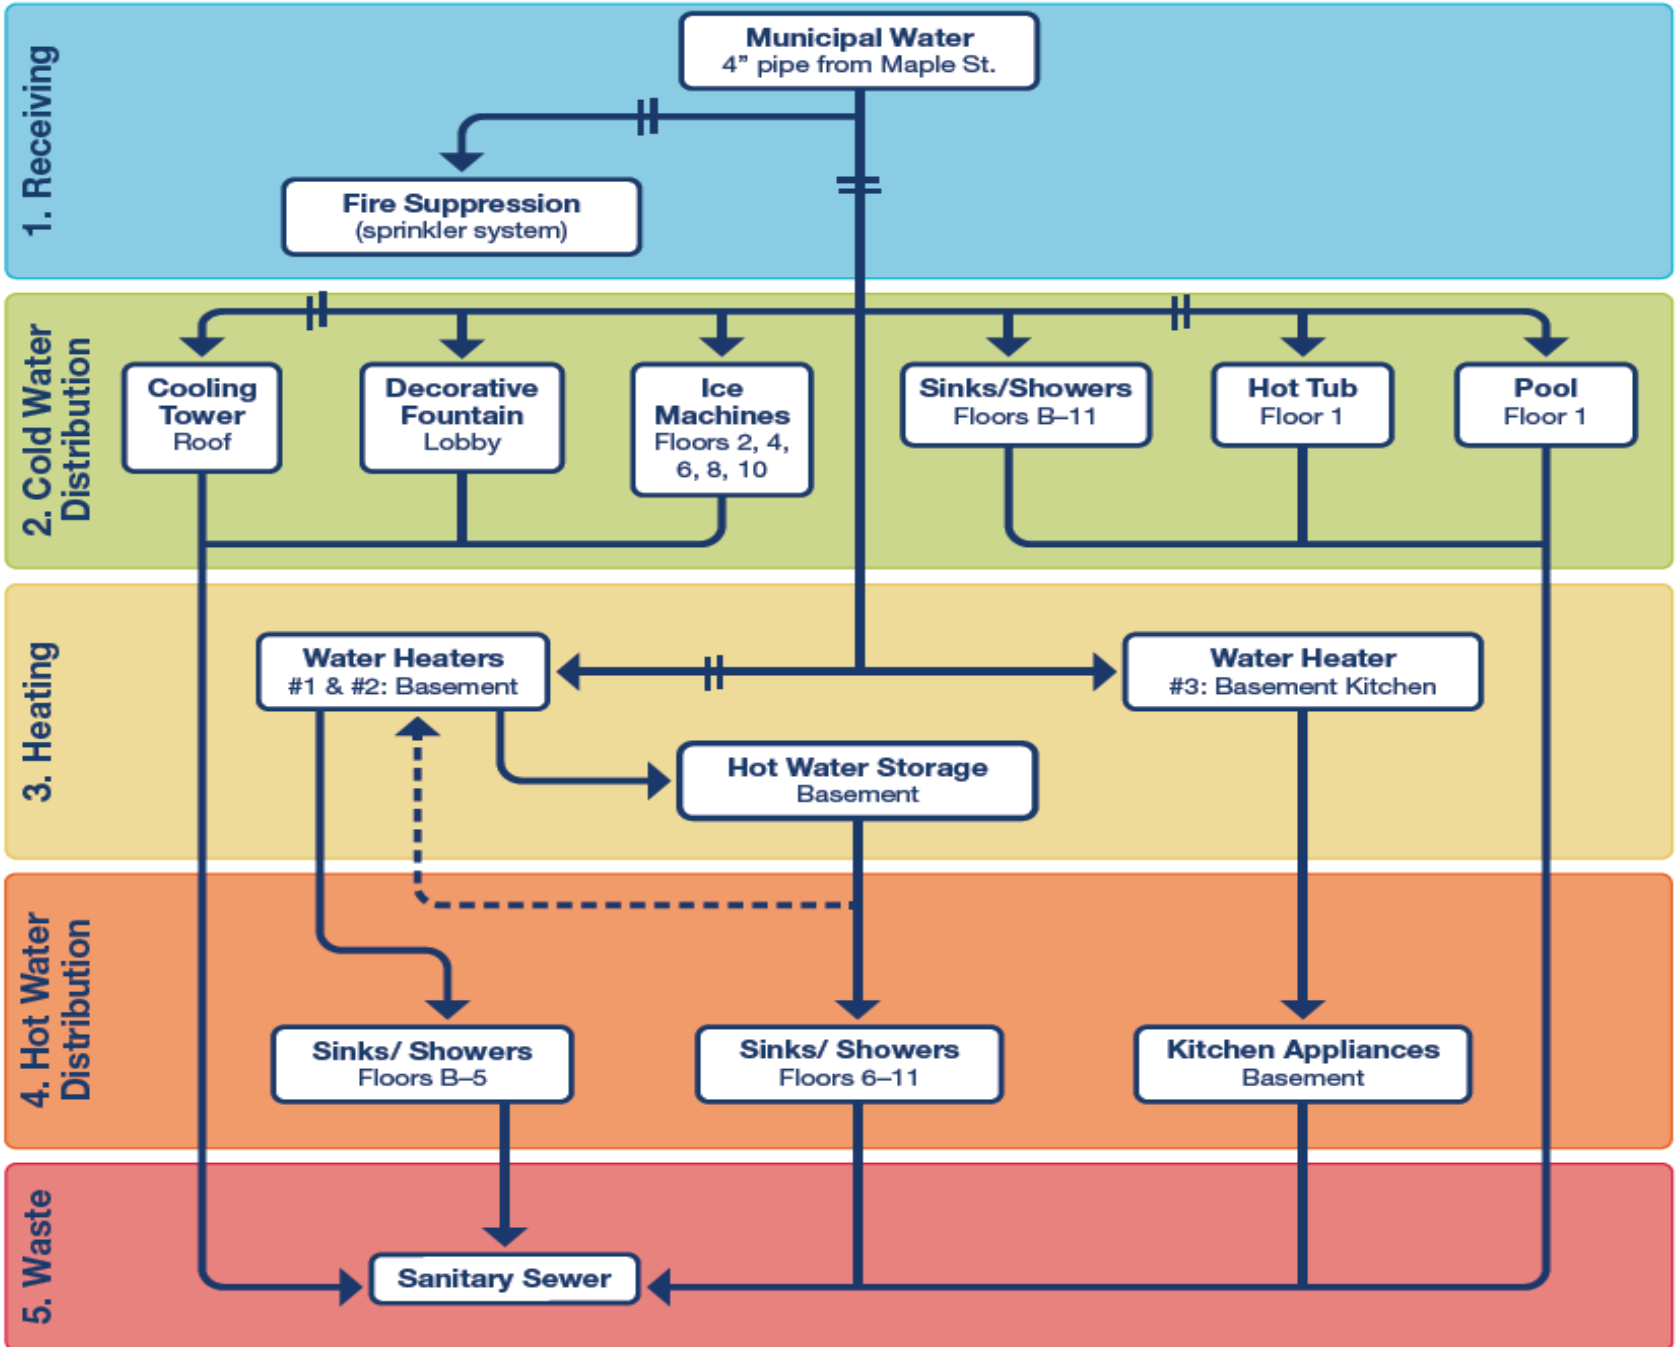 1. Receiving
Municipal Water
4” pipe from Maple St.
Fire Suppression
(sprinkler system)
2. Cold Water
Distribution
Cooling
Tower
Roof
Decorative
Fountain
Lobby
Ice
Machines
Floors 2, 4,
6, 8, 10
Sinks/Showers
Floors B–11
Hot Tub
Floor 1
Pool
Floor 1
3. Heating
Water Heaters
#1 & #2: Basement
Water Heater
#3: Basement Kitchen
Hot Water Storage
Basement
4. Hot Water
Distribution
Sinks/ Showers
Floors B–5
Sinks/ Showers
Floors 6–11
Kitchen Appliances
Basement
5. Waste
Sanitary Sewer